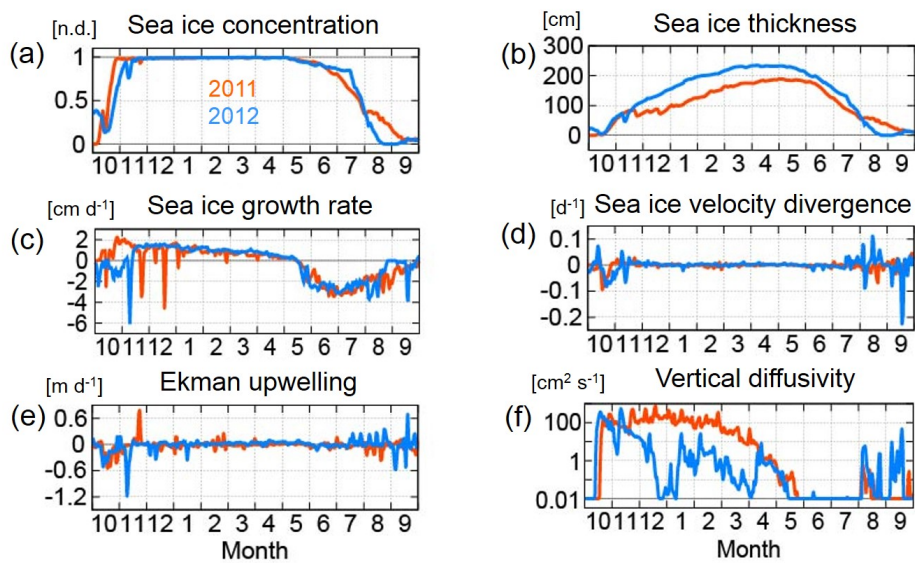 [n.d.] Sea ice concentration
(a)
1
0.5
0
2011
2012
10 11 12 1 2 3 4 5 6 7 8 9
[cm] Sea ice thickness
(b)
300
200
100
0
10 11 12 1 2 3 4 5 6 7 8 9
[cm d-1] Sea ice growth rate
(c)
2
0
-2
-4
-6
10 11 12 1 2 3 4 5 6 7 8 9
[d-1] Sea ice velocity divergence
(d)
0.1
0
-0.1
-0.2
10 11 12 1 2 3 4 5 6 7 8 9
[m d-1] Ekman upwelling
(e)
0.6
0
-0.6
-1.2
10 11 12 1 2 3 4 5 6 7 8 9
Month
[cm2 s-1] Vertical diffusivity
(f)
100
1
0.01
10 11 12 1 2 3 4 5 6 7 8 9
Month